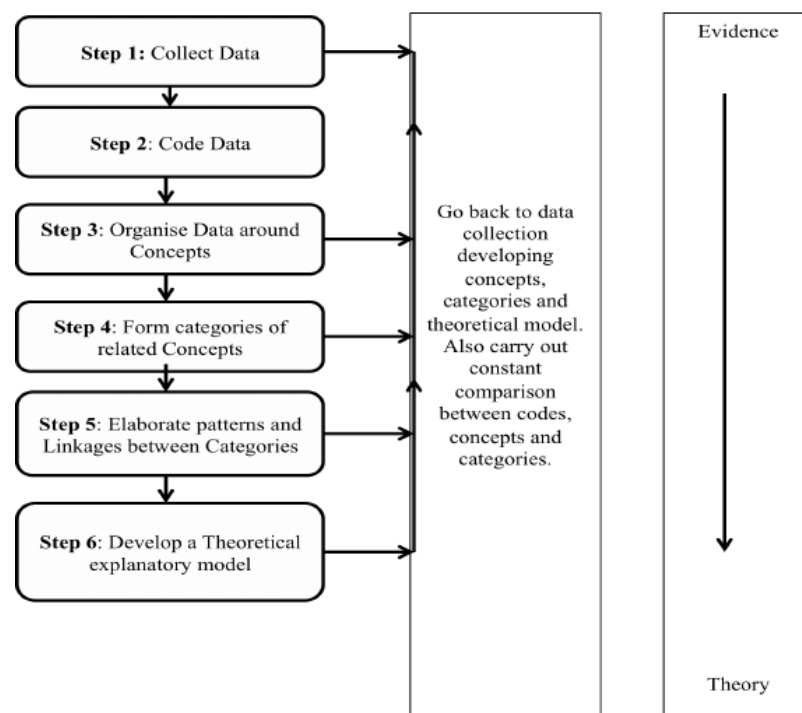 Step 1: Collect Data
Step 2: Code Data
Step 3: Organise Data around
Concepts
Step 4: Form categories of
related Concepts
Step 5: Elaborate patterns and
Linkages between Categories
Step 6: Develop a Theoretical
explanatory model
Go back to data
collection
developing
concepts,
categories and
theoretical model.
Also carry out
constant
comparison
between codes,
concepts and
categories.
Evidence
Theory